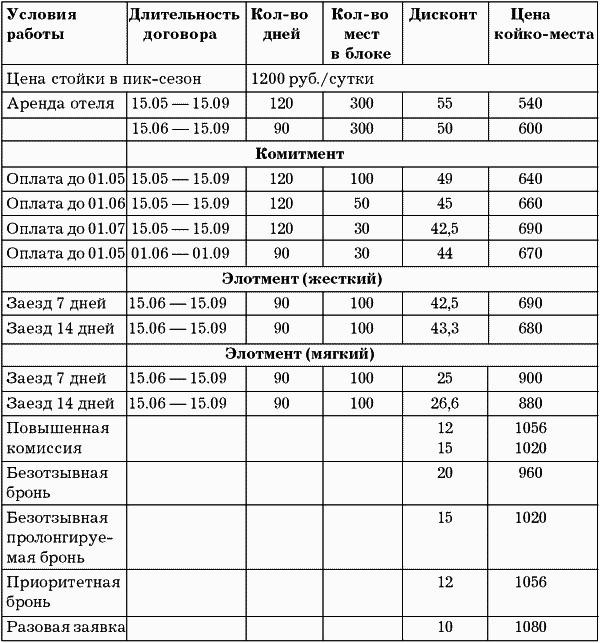 Условия Длительность Кол-во Кол-во Дисконт Цена
работы договора дней мест койко-места
в блоке
Цена стойки в пик-сезон 1200 руб./сутки
Аренда отеля 15.05 — 15.09 120 300 55 540
15.06 — 15.09 90 300 50 600
Комитмент
Оплата до 01.05 15.05 — 15.09 120 100 49 640
Оплата до 01.06 15.05 — 15.09 120 50 45 660
Оплата до 01.07 15.05 — 15.09 120 30 42,5 690
Оплата до 01.05 01.06 — 01.09 90 30 44 670
Элотмент (жесткий)
Заезд 7 дней 15.06 — 15.09 90 100 42,5 690
Заезд 14 дней 15.06 — 15.09 90 100 43,3 680
Элотмент (мягкий)
Заезд 7 дней 15.06 — 15.09 90 100 25 900
Заезд 14 дней 15.06 — 15.09 90 100 26,6 880
Повышенная 12 1056
комиссия 15 1020
Безотзывная 20 960
бронь
Безотзывная 15 1020
пролонгируе-
мая бронь
Приоритетная 12 1056
бронь
Разовая заявка 10 1080